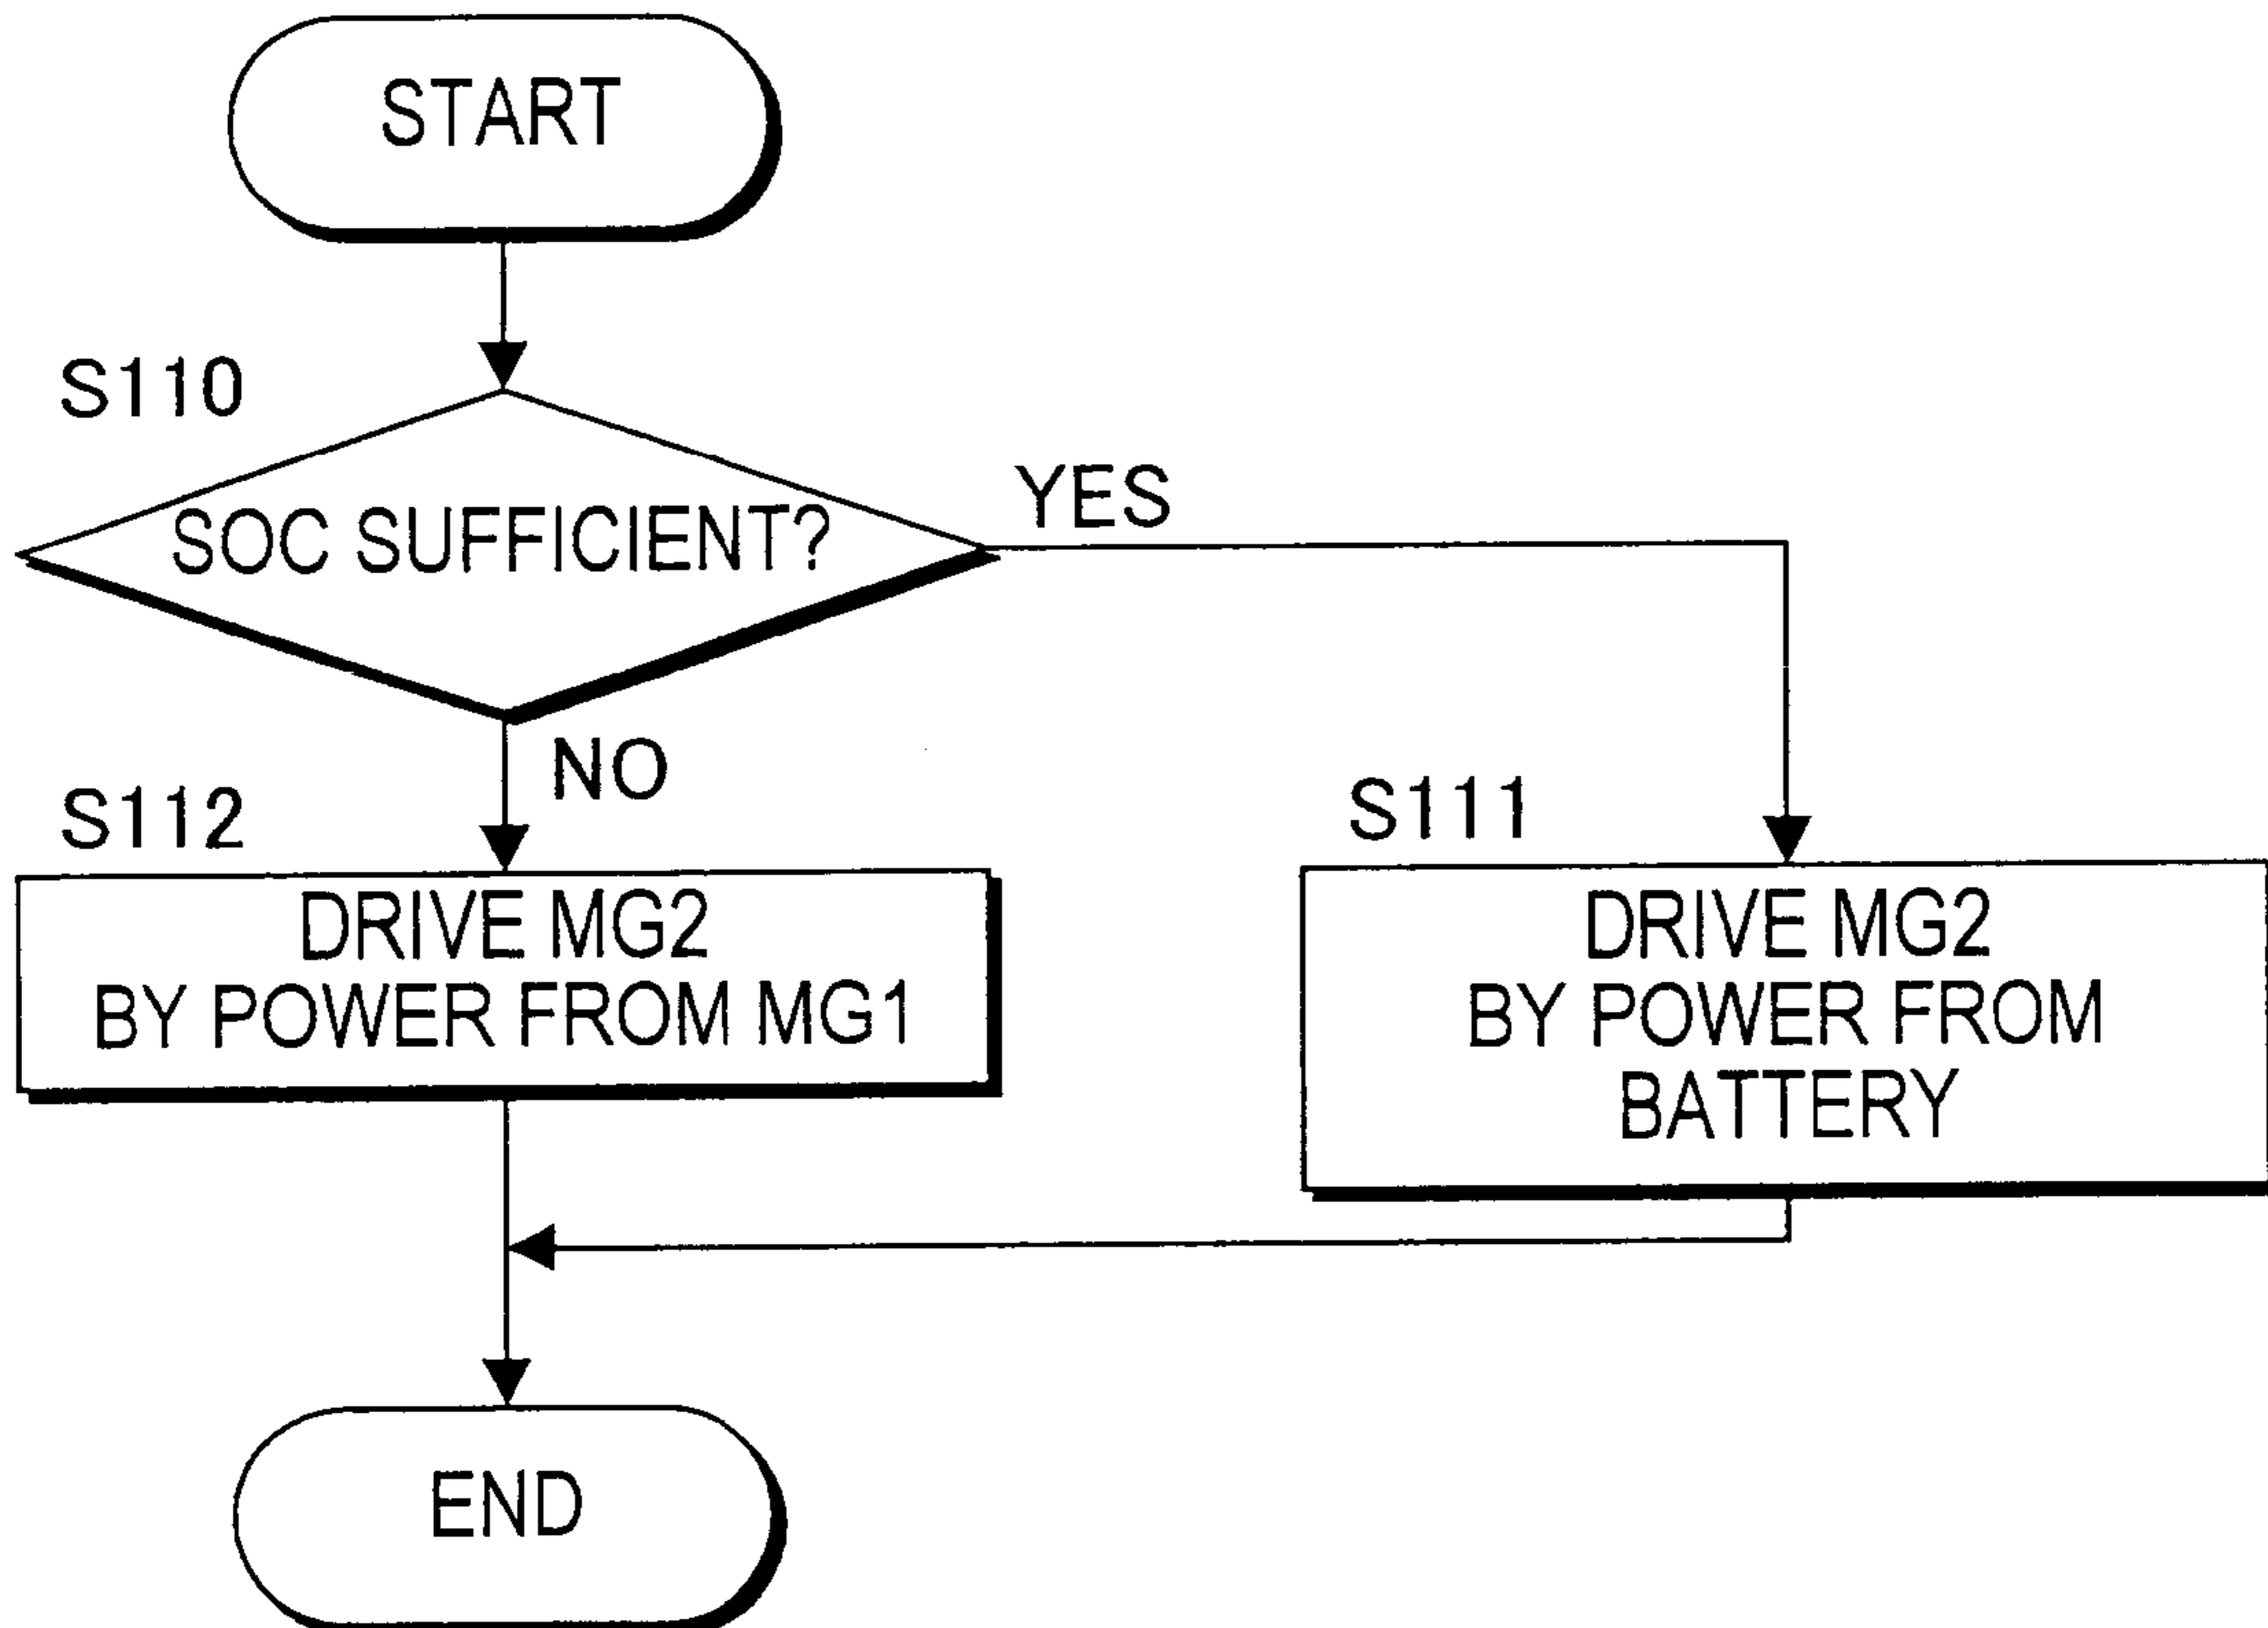 START
S110
SOC SUFFICIENT?
YES
NO
S112
DRIVE MG2
BY POWER FROM MG1
S111
DRIVE MG2
BY POWER FROM
BATTERY
END